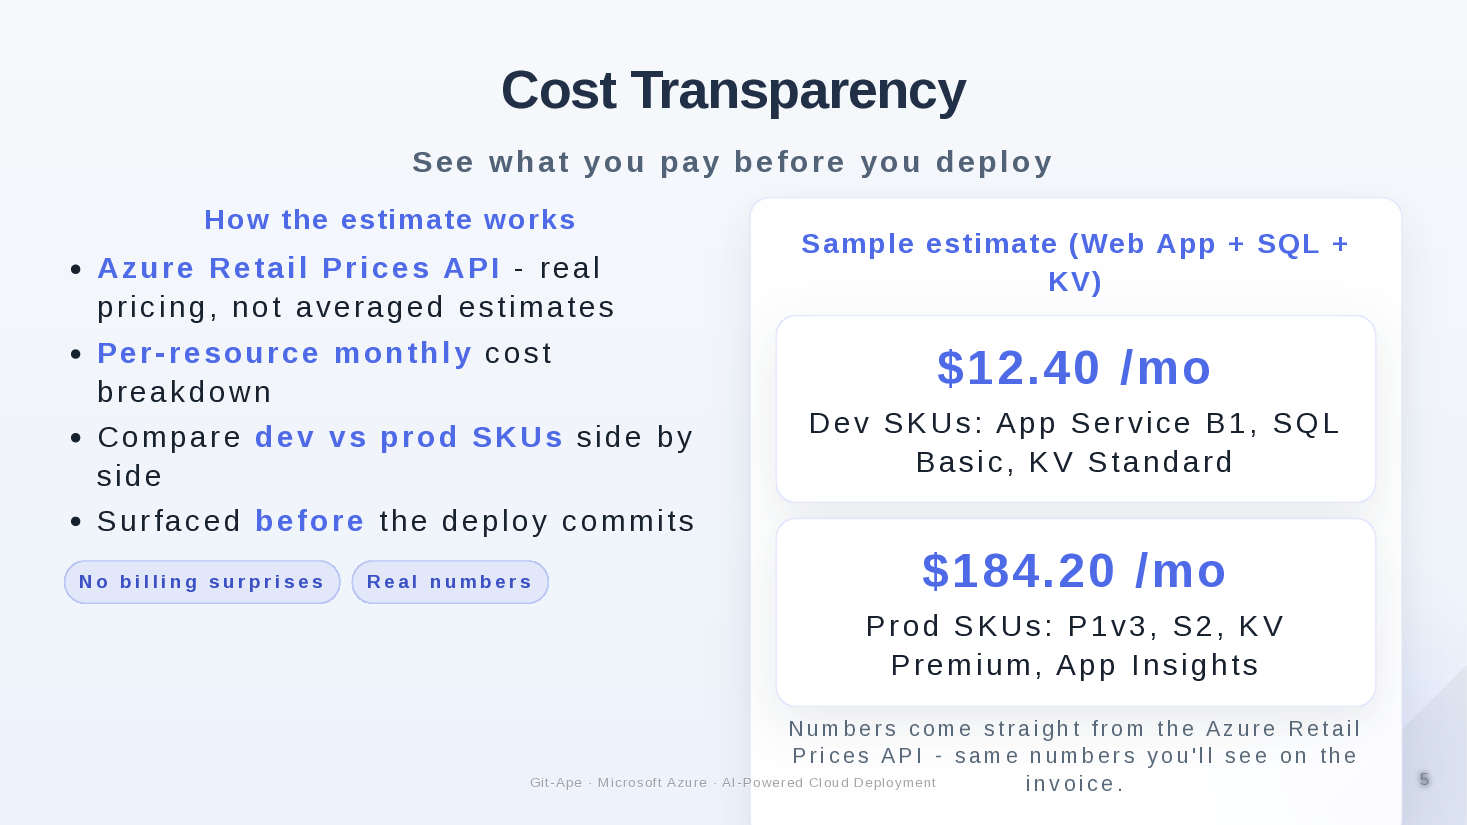 Cost Transparency
See what you pay before you deploy
How the estimate works
• Azure Retail Prices API - real
pricing, not averaged estimates
• Per-resource monthly cost
breakdown
• Compare dev vs prod SKUs side by
side
• Surfaced before the deploy commits
No billing surprises
Real numbers
Sample estimate (Web App + SQL +
KV)
$12.40 /mo
Dev SKUs: App Service B1, SQL
Basic, KV Standard
$184.20 /mo
Prod SKUs: P1v3, S2, KV
Premium, App Insights
Numbers come straight from the Azure Retail
Prices API - same numbers you'll see on the
invoice.
Git-Ape · Microsoft Azure · AI-Powered Cloud Deployment
5